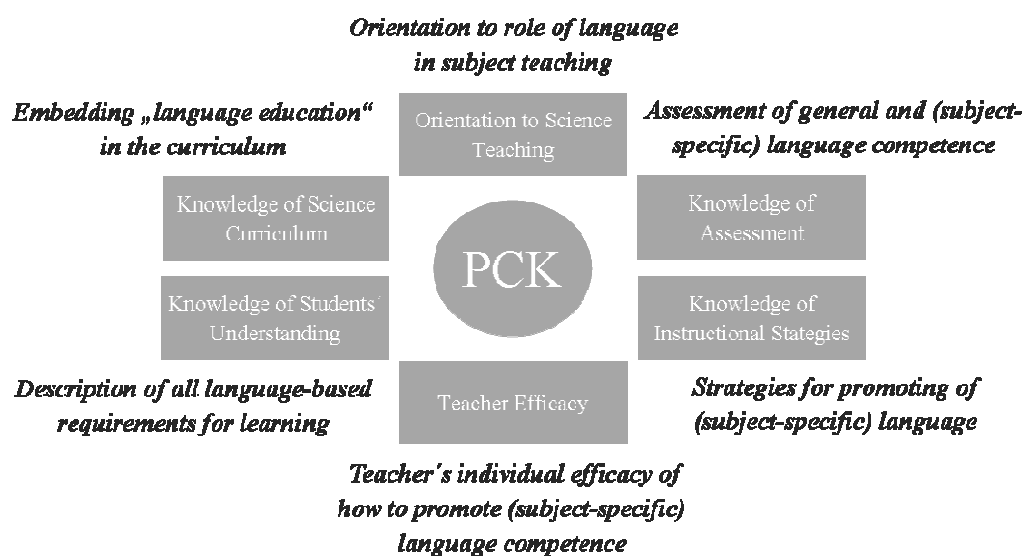 Orientation to role of language
in subject teaching
Embedding „language education“
in the curriculum
Orientation to Science
Teaching
Assessment of general and (subject-
specific) language competence
Knowledge of Science
Curriculum
Knowledge of
Assessment
PCK
Knowledge of Students´
Understanding
Knowledge of
Instructional Stategies
Description of all language-based
requirements for learning
Teacher Efficacy
Strategies for promoting of
(subject-specific) language
Teacher´s individual efficacy of
how to promote (subject-specific)
language competence